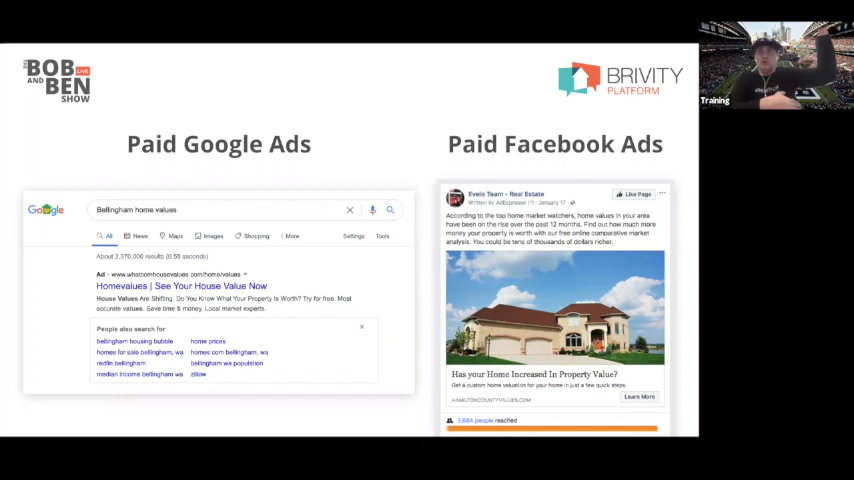 THE
BOB LIVE
AND BEN
SHOW
BRIVITY
PLATFORM
Training
Paid Google Ads
Paid Facebook Ads
Google
Bellingham home values
All News Maps Images Shopping More Settings Tools
About 3,370,000 results (0.55 seconds)
Ad · www.whatcomhousevalues.com/home/values
Homevalues | See Your House Value Now
House Values Are Shifting. Do You Know What Your Property Is Worth? Try for free. Most
accurate values. Save time & money. Local market experts.
People also search for
bellingham housing bubble home prices
homes for sale bellingham, wa homes com bellingham, wa
redfin bellingham bellingham wa population
median income bellingham wa zillow
Evelo Team - Real Estate
Like Page
Written by AdEspresso · January 17 ·
According to the top home market watchers, home values in your area
have been on the rise over the past 12 months. Find out how much more
money your property is worth with our free online comparative market
analysis. You could be tens of thousands of dollars richer.
Has your Home Increased In Property Value?
Get a custom home valuation for your home in just a few quick steps.
HAMILTONCOUNTYVALUES.COM
Learn More
3,684 people reached